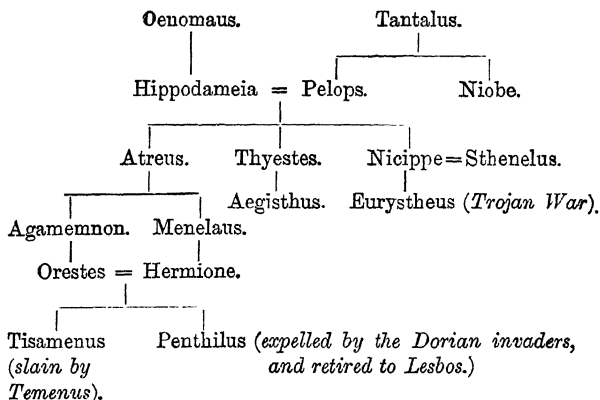 Oenomaus. Tantalus.
Hippodameia = Pelops. Niobe.
Atreus. Thyestes. Nicippe=Sthenelus.
Aegisthus. Eurystheus (Trojan War).
Agamemnon. Menelaus.
Orestes = Hermione.
Tisamenus Penthilus (expelled by the Dorian invaders,
(slain by and retired to Lesbos.)
Temenus).